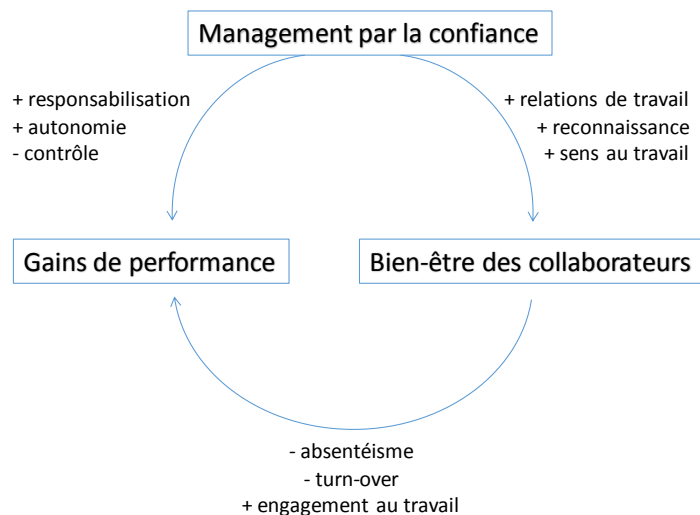 Management par la confiance
+ responsabilisation
+ autonomie
- contrôle
+ relations de travail
+ reconnaissance
+ sens au travail
Gains de performance
Bien-être des collaborateurs
- absentéisme
- turn-over
+ engagement au travail